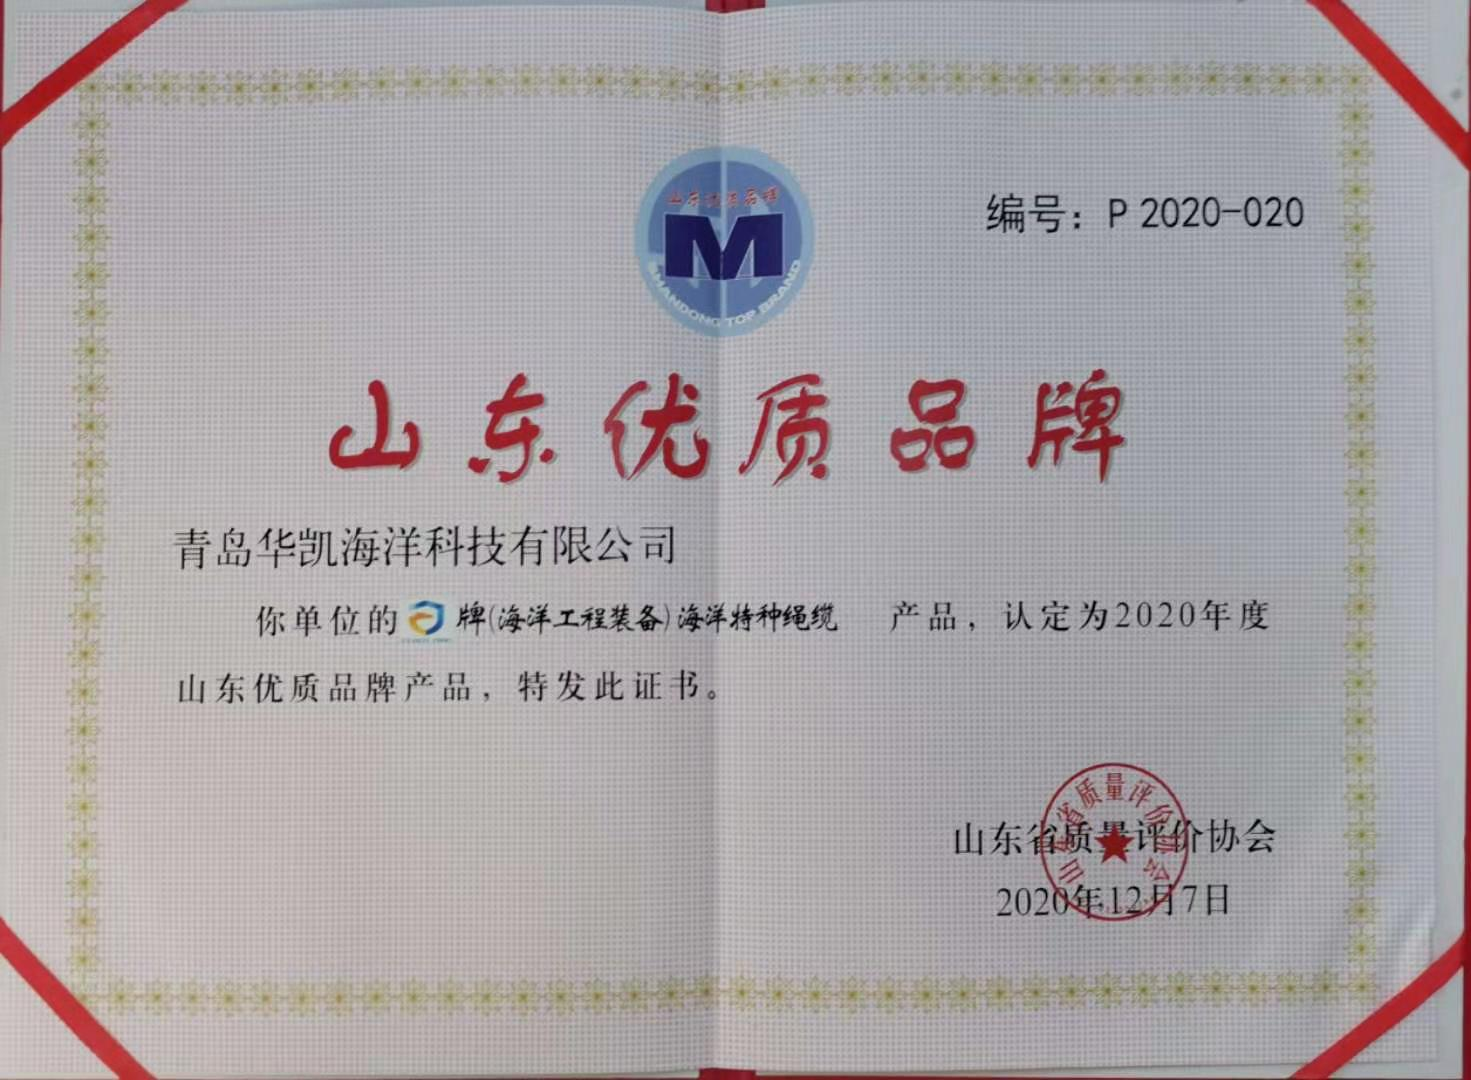 山东优质品牌
M
SHANDONG TOP BRAND
编号：P 2020-020
山东优质品牌
青岛华凯海洋科技有限公司
你单位的 牌(海洋工程装备)海洋特种绳缆 产品，认定为2020年度
山东优质品牌产品，特发此证书。
山东省质量评价协会
山东省质量评价协会
2020年12月7日